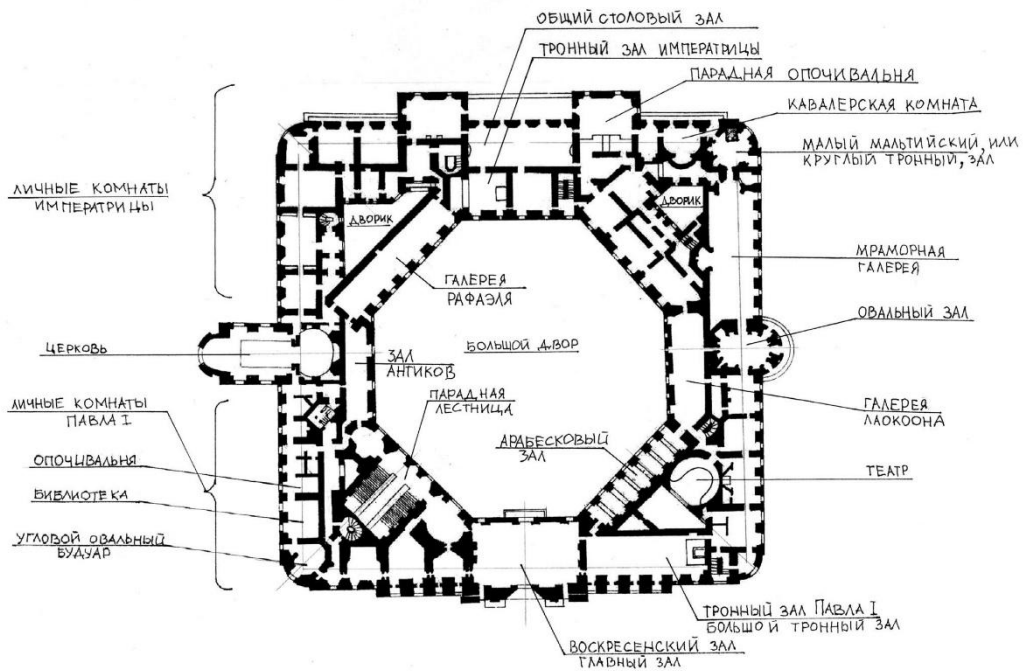 ОБЩИЙ СТОЛОВЫЙ ЗАЛ
ТРОННЫЙ ЗАЛ ИМПЕРАТРИЦЫ
ПАРАДНАЯ ОПОЧИВАЛЬНЯ
КАВАЛЕРСКАЯ КОМНАТА
МАЛЫЙ МАЛЬТИЙСКИЙ, ИЛИ
КРУГЛЫЙ ТРОННЫЙ, ЗАЛ
ЛИЧНЫЕ КОМНАТЫ
ИМПЕРАТРИЦЫ
ДВОРИК
ДВОРИК
МРАМОРНАЯ
ГАЛЕРЕЯ
ГАЛЕРЕЯ
РАФАЭЛЯ
ОВАЛЬНЫЙ ЗАЛ
ЦЕРКОВЬ
БОЛЬШОЙ ДВОР
ЗАЛ
АНТИКОВ
ПАРАДНАЯ
ЛЕСТНИЦА
ЛИЧНЫЕ КОМНАТЫ
ПАВЛА I
ГАЛЕРЕЯ
ЛАОКООНА
АРАБЕСКОВЫЙ
ЗАЛ
ОПОЧИВАЛЬНЯ
ТЕАТР
БИБЛИОТЕКА
УГЛОВОЙ ОВАЛЬНЫЙ
БУДУАР
ТРОННЫЙ ЗАЛ ПАВЛА I
БОЛЬШОЙ ТРОННЫЙ ЗАЛ
ВОСКРЕСЕНСКИЙ ЗАЛ
ГЛАВНЫЙ ЗАЛ